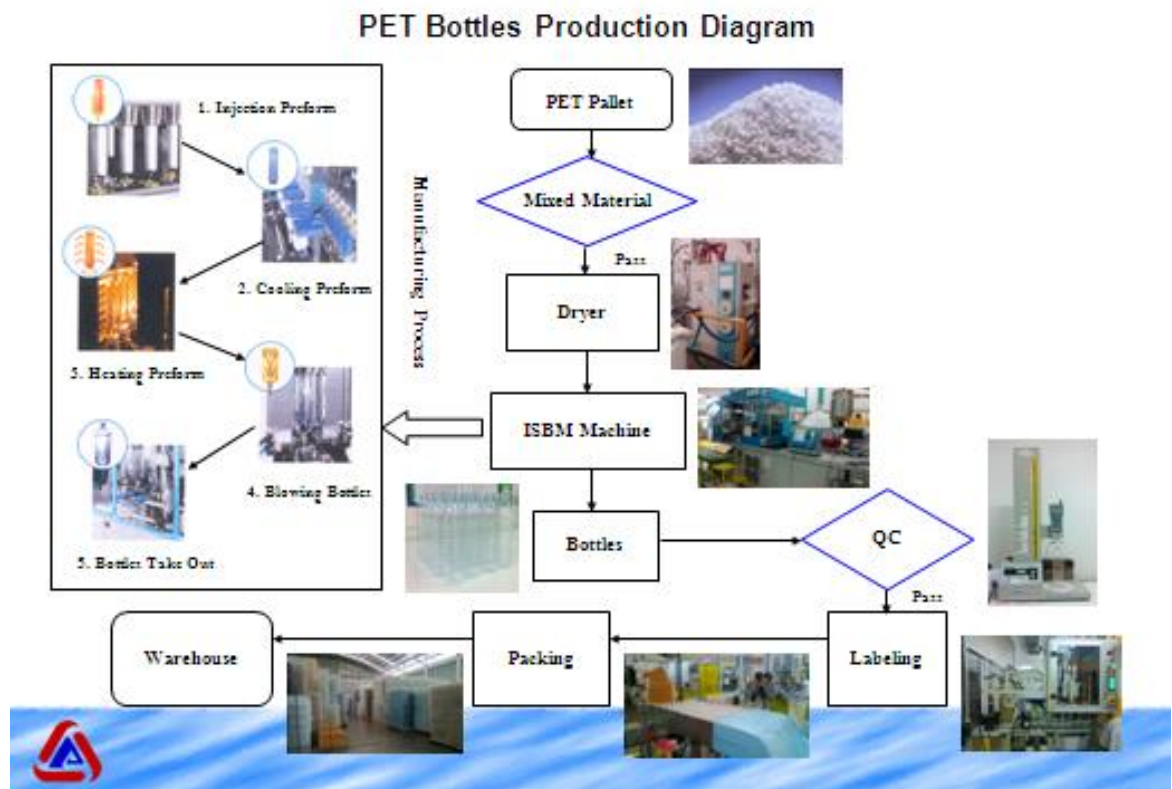 PET Bottles Production Diagram
1. Injection Preform
2. Cooling Preform
3. Heating Preform
4. Blowing Bottles
5. Bottles Take Out
Manufacturing Process
PET Pallet
Mixed Material
Pass
Dryer
ISBM Machine
Bottles
QC
Pass
Labeling
Packing
Warehouse